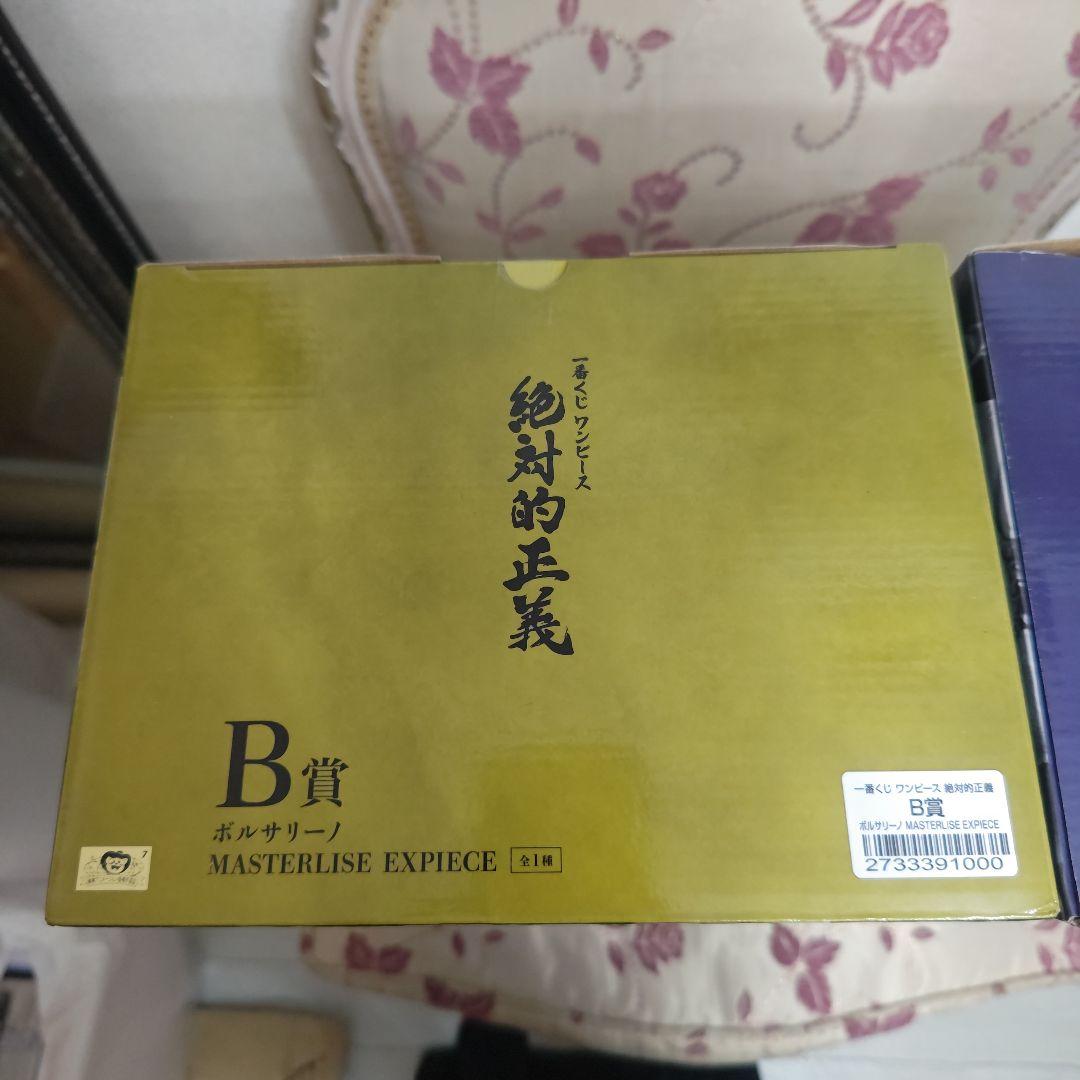 一番くじ ワンピース
絶対的正義
B賞
ボルサリーノ
MASTERLISE EXPIECE 全1種
7
一番くじ ワンピース 絶対的正義
B賞
ボルサリーノ MASTERLISE EXPIECE
2733391000